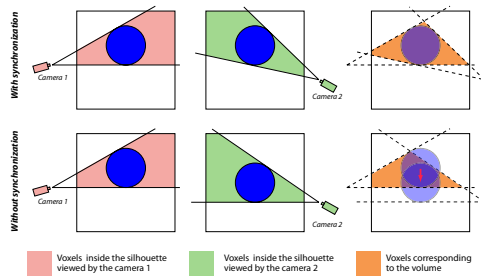 With synchronization
Camera 1
Camera 2
Without synchronization
Camera 1
Camera 2
Voxels inside the silhouette
viewed by the camera 1
Voxels inside the silhouette
viewed by the camera 2
Voxels corresponding
to the volume